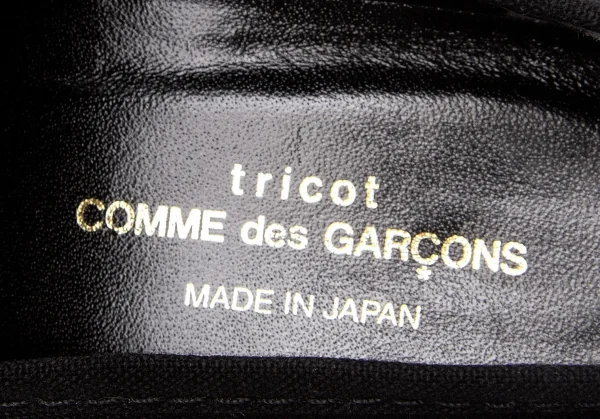 tricot
COMME des GARÇONS
MADE IN JAPAN